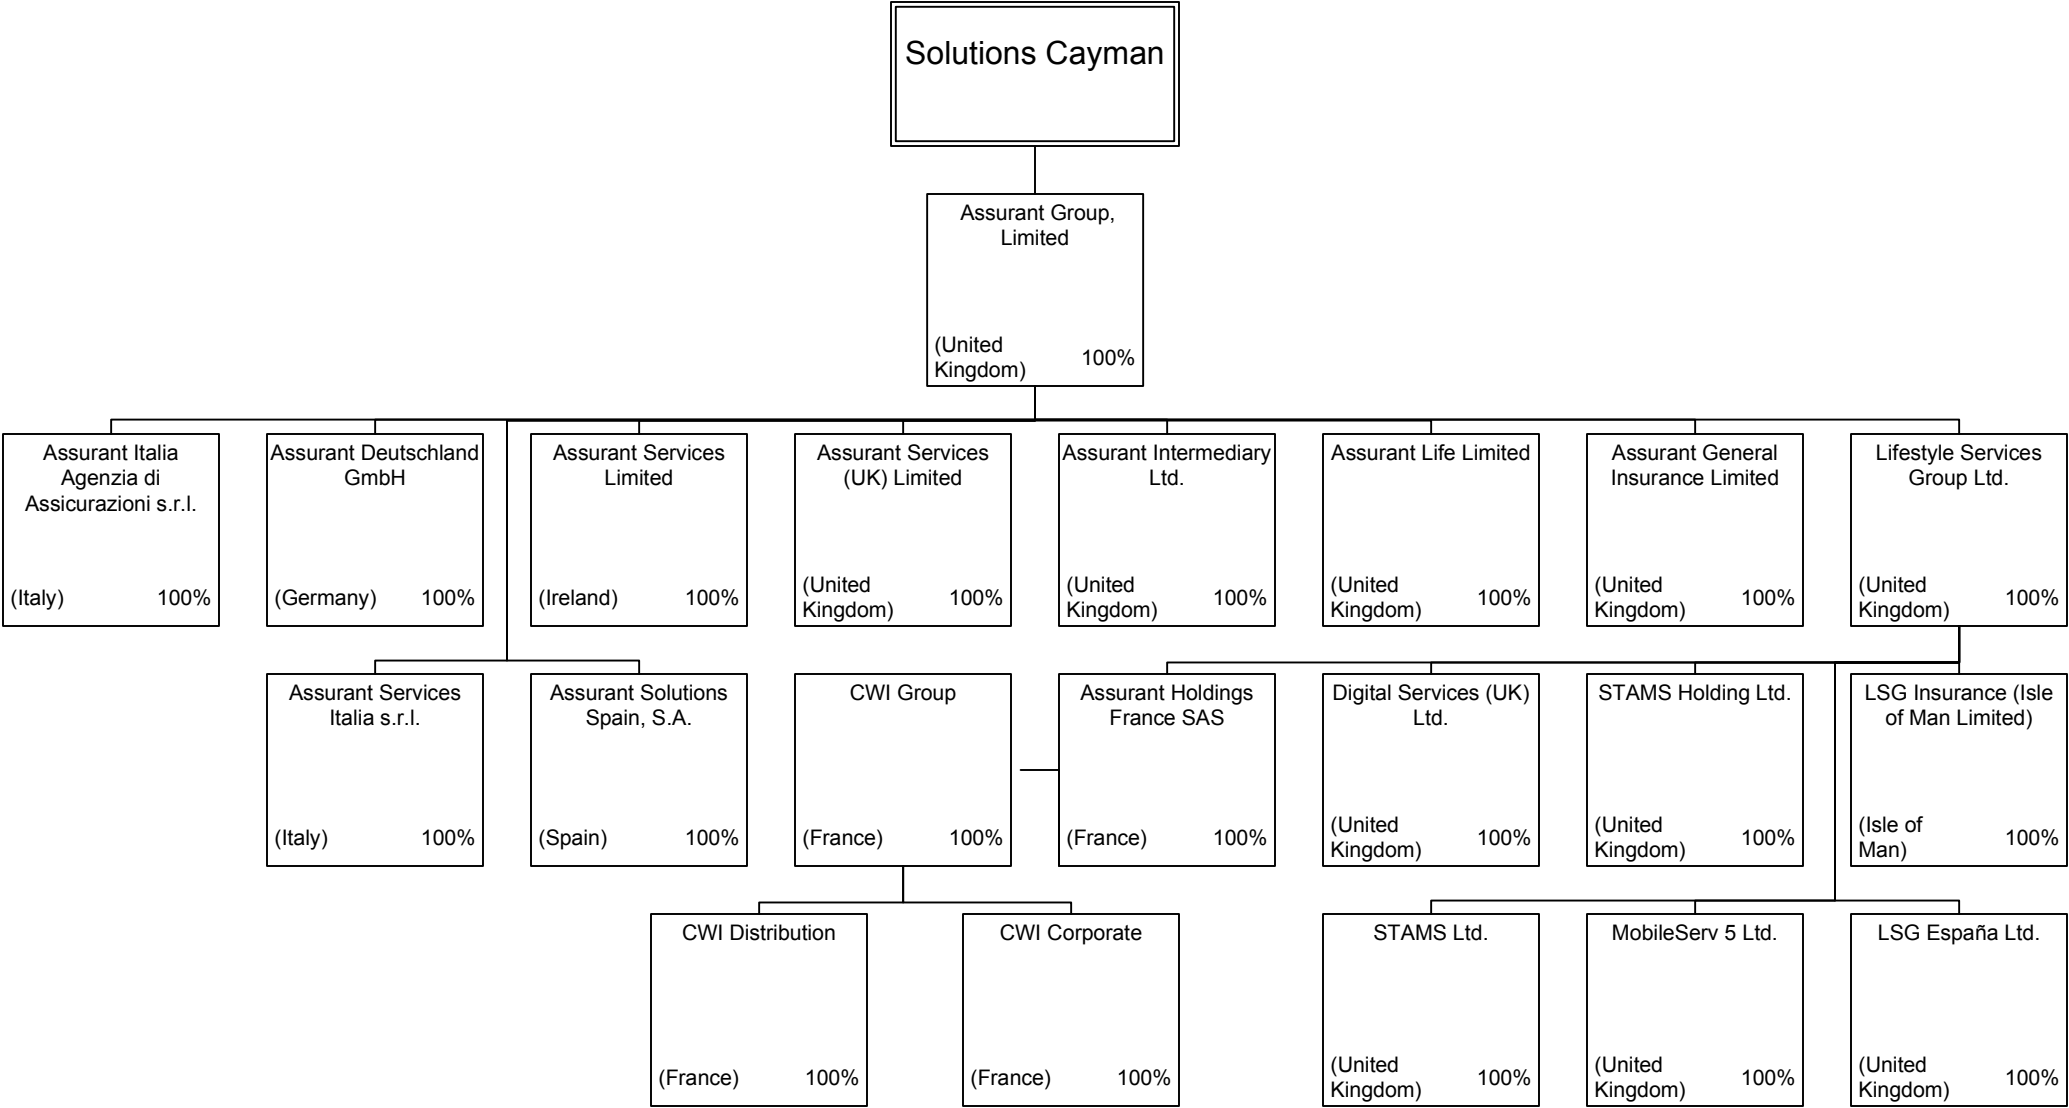 Solutions Cayman
Assurant Group,
Limited
(United
Kingdom)
100%
Assurant Italia
Agenzia di
Assicurazioni s.r.l.
(Italy)
100%
Assurant Deutschland
GmbH
(Germany)
100%
Assurant Services
Limited
(Ireland)
100%
Assurant Services
(UK) Limited
(United
Kingdom)
100%
Assurant Intermediary
Ltd.
(United
Kingdom)
100%
Assurant Life Limited
(United
Kingdom)
100%
Assurant General
Insurance Limited
(United
Kingdom)
100%
Lifestyle Services
Group Ltd.
(United
Kingdom)
100%
Assurant Services
Italia s.r.l.
(Italy)
100%
Assurant Solutions
Spain, S.A.
(Spain)
100%
CWI Group
(France)
100%
Assurant Holdings
France SAS
(France)
100%
Digital Services (UK)
Ltd.
(United
Kingdom)
100%
STAMS Holding Ltd.
(United
Kingdom)
100%
LSG Insurance (Isle
of Man Limited)
(Isle of
Man)
100%
CWI Distribution
(France)
100%
CWI Corporate
(France)
100%
STAMS Ltd.
(United
Kingdom)
100%
MobileServ 5 Ltd.
(United
Kingdom)
100%
LSG España Ltd.
(United
Kingdom)
100%